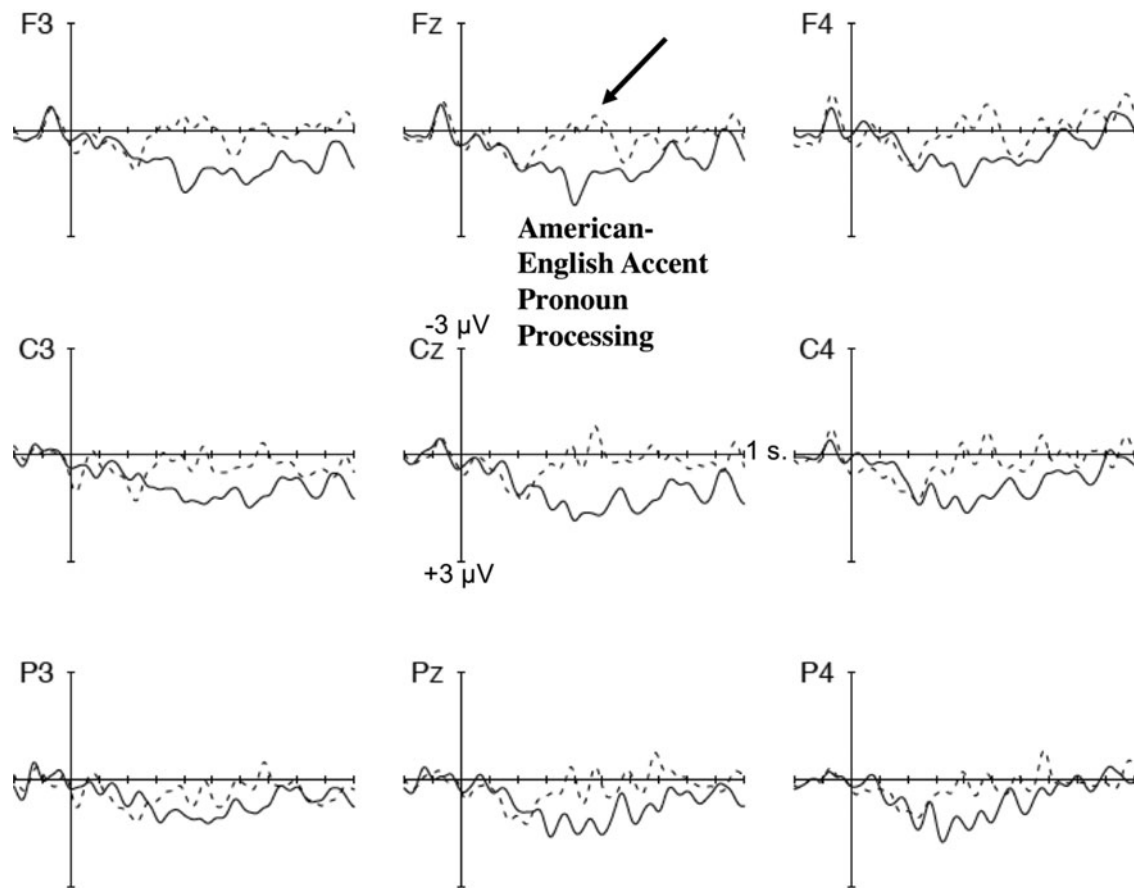 F3
Fz
F4
American-
English Accent
Pronoun
Processing
-3 µV
C3
Cz
C4
1 s.
+3 µV
P3
Pz
P4